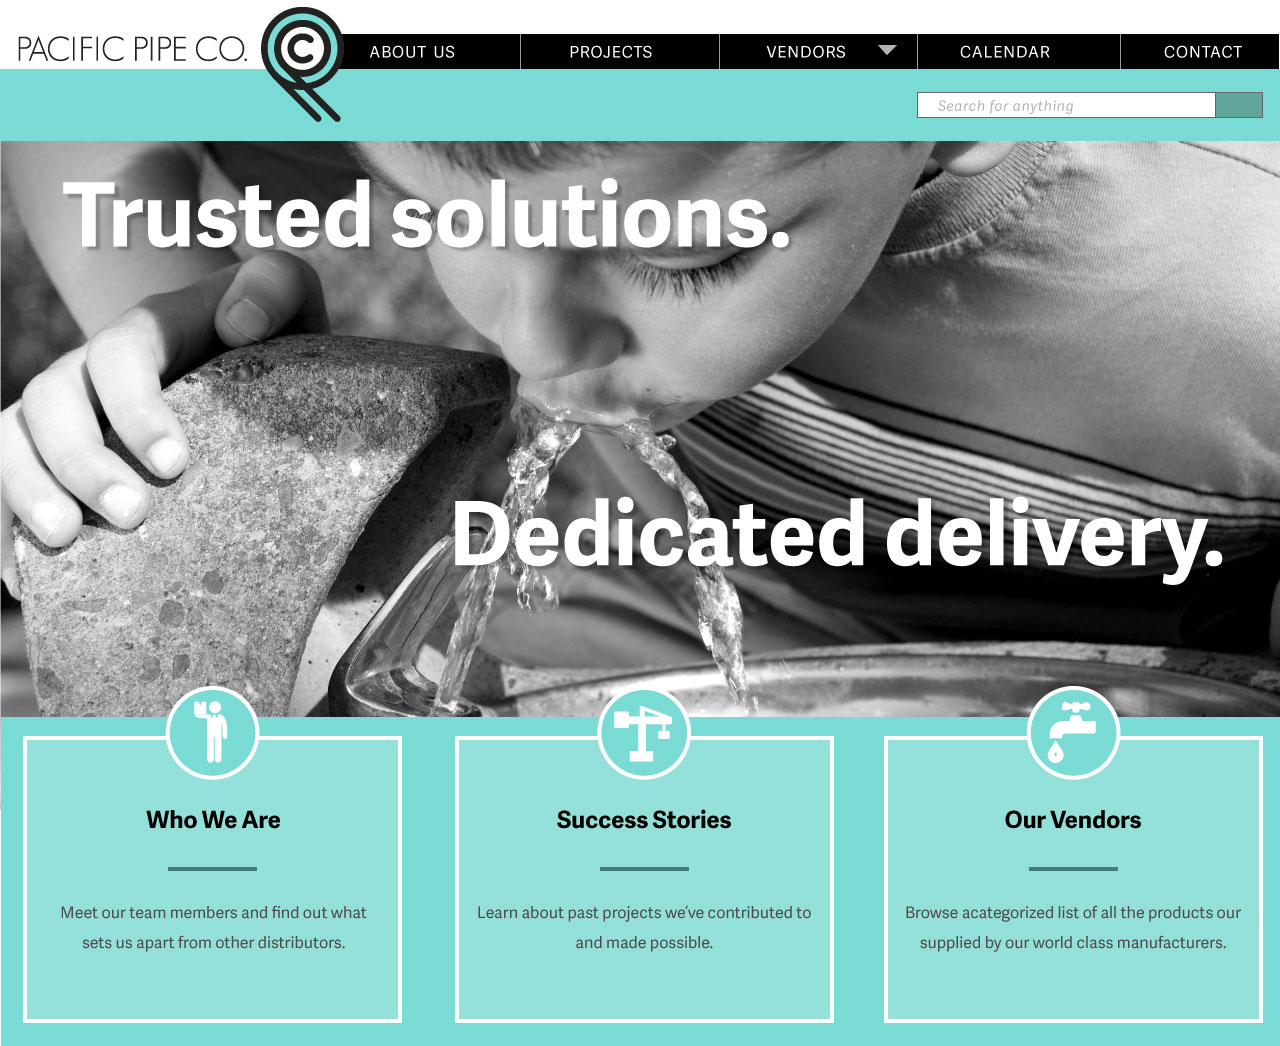 PACIFIC PIPE CO.
C
ABOUT US
PROJECTS
VENDORS
CALENDAR
CONTACT
Search for anything
Trusted solutions.
Dedicated delivery.
Who We Are
Meet our team members and find out what
sets us apart from other distributors.
Success Stories
Learn about past projects we’ve contributed to
and made possible.
Our Vendors
Browse acategorized list of all the products our
supplied by our world class manufacturers.